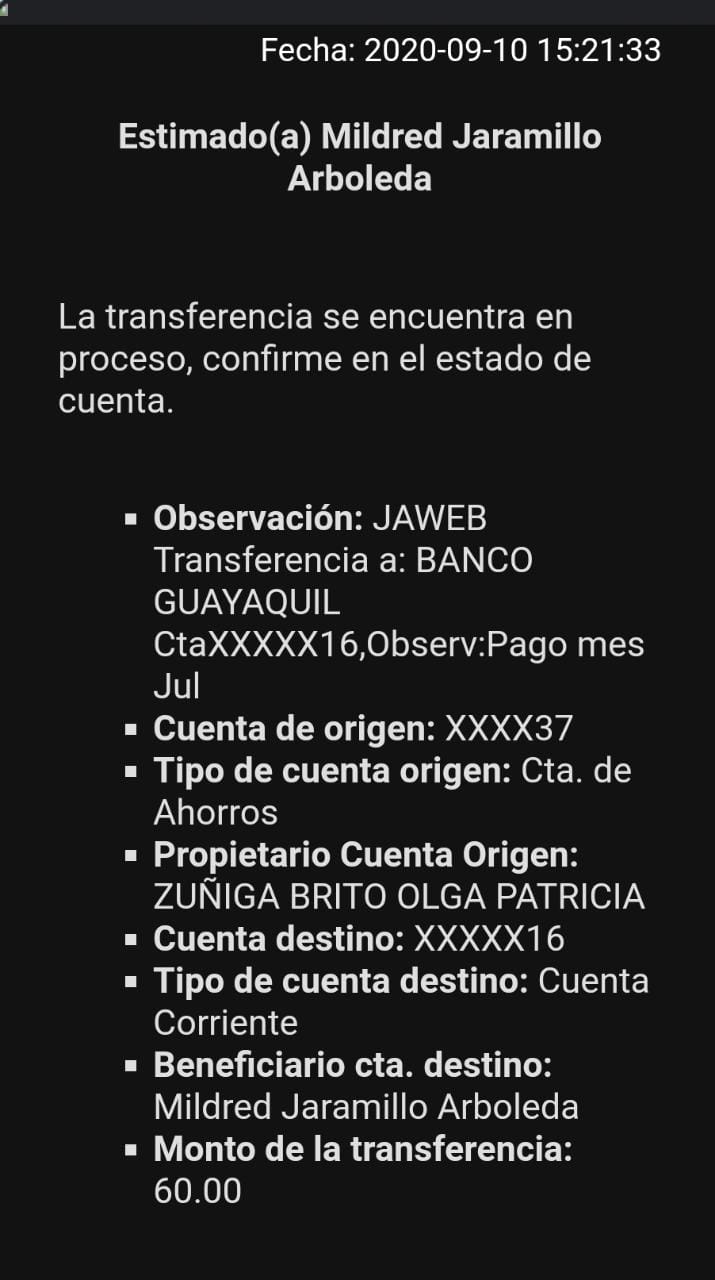 Fecha: 2020-09-10 15:21:33
Estimado(a) Mildred Jaramillo
Arboleda
La transferencia se encuentra en
proceso, confirme en el estado de
cuenta.
▪ Observación: JAWEB
Transferencia a: BANCO
GUAYAQUIL
CtaXXXXX16,Observ:Pago mes
Jul
▪ Cuenta de origen: XXXX37
▪ Tipo de cuenta origen: Cta. de
Ahorros
▪ Propietario Cuenta Origen:
ZUÑIGA BRITO OLGA PATRICIA
▪ Cuenta destino: XXXXX16
▪ Tipo de cuenta destino: Cuenta
Corriente
▪ Beneficiario cta. destino:
Mildred Jaramillo Arboleda
▪ Monto de la transferencia:
60.00